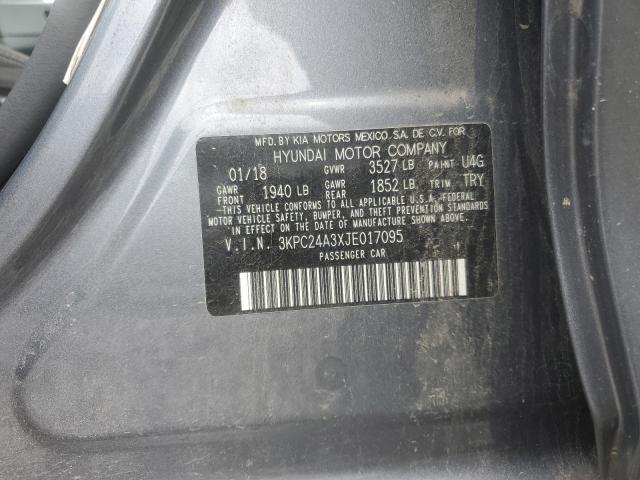 MFD. BY KIA MOTORS MEXICO. S.A. DE C.V. FOR
HYUNDAI MOTOR COMPANY
01/18 GVWR 3527 LB PAINT U4G
GAWR FRONT 1940 LB GAWR REAR 1852 LB TRIM TRY
—THIS VEHICLE CONFORMS TO ALL APPLICABLE U.S.A. FEDERAL
MOTOR VEHICLE SAFETY, BUMPER, AND THEFT PREVENTION STANDARDS
IN EFFECT ON THE DATE OF MANUFACTURE SHOWN ABOVE.—
V.I.N. 3KPC24A3XJE017095
PASSENGER CAR